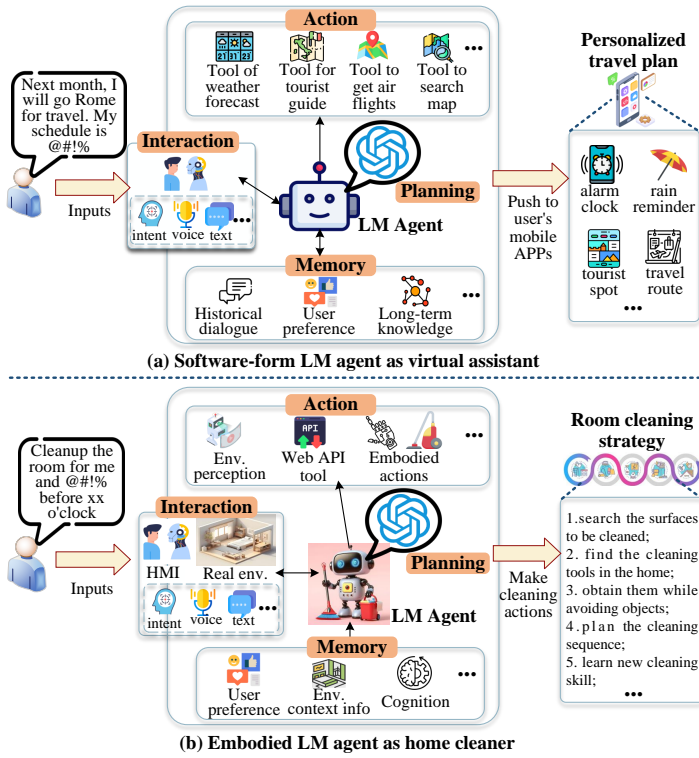 Action
Tool of
weather
forecast
Tool for
tourist
guide
Tool to
get air
flights
Tool to
search
map
Next month, I
will go Rome
for travel. My
schedule is
@#!%
Inputs
Interaction
intent
voice
text
LM Agent
Planning
Memory
Historical
dialogue
User
preference
Long-term
knowledge
Push to
user's
mobile
APPs
Personalized
travel plan
alarm
clock
rain
reminder
tourist
spot
travel
route
(a) Software-form LM agent as virtual assistant
Action
Env.
perception
API
Web API
tool
Embodied
actions
Cleanup the
room for me
and @#!%
before xx
o'clock
Inputs
Interaction
HMI
Real env.
intent
voice
text
LM Agent
Planning
Memory
User
preference
Env.
context info
Cognition
Make
cleaning
actions
Room cleaning
strategy
1.search the surfaces
to be cleaned;
2. find the cleaning
tools in the home;
3. obtain them while
avoiding objects;
4.plan the cleaning
sequence;
5. learn new cleaning
skill;
(b) Embodied LM agent as home cleaner